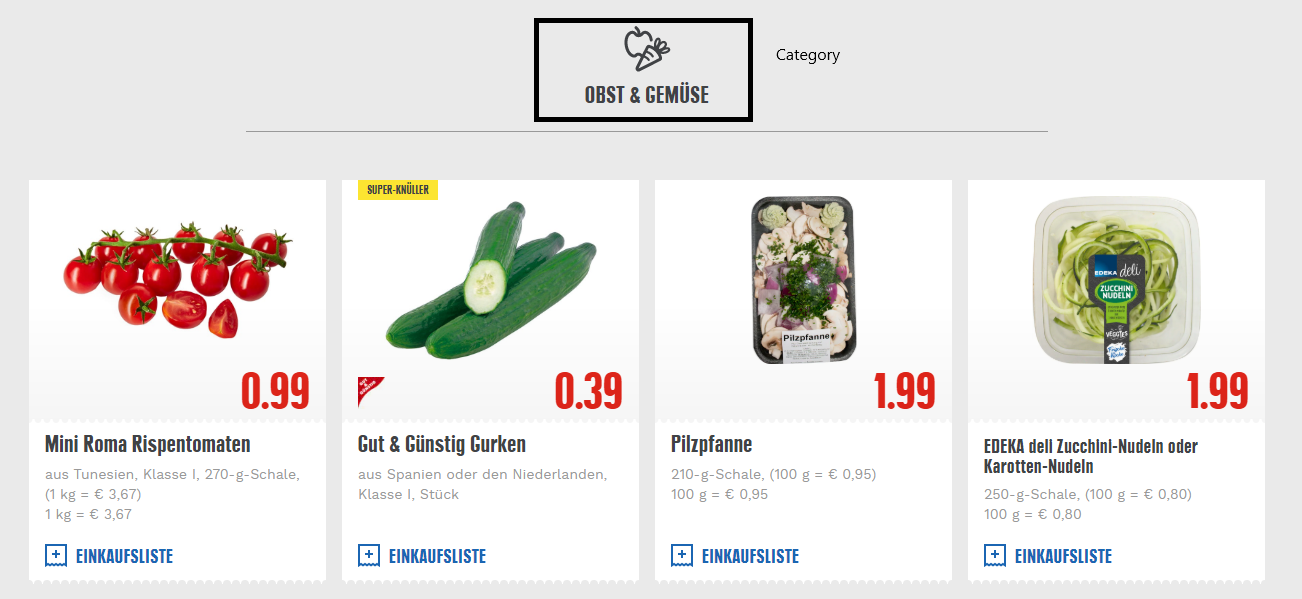 OBST & GEMÜSE
Category
0.99
Mini Roma Rispentomaten
aus Tunesien, Klasse I, 270-g-Schale,
(1 kg = € 3,67)
1 kg = € 3,67
EINKAUFSLISTE
SUPER-KNÜLLER
0.39
Gut & Günstig Gurken
aus Spanien oder den Niederlanden,
Klasse I, Stück
EINKAUFSLISTE
Pilzpfanne
1.99
Pilzpfanne
210-g-Schale, (100 g = € 0,95)
100 g = € 0,95
EINKAUFSLISTE
EDEKA deli
ZUCCHINI
NUDELN
VEGGIES
1.99
EDEKA deli Zucchini-Nudeln oder
Karotten-Nudeln
250-g-Schale, (100 g = € 0,80)
100 g = € 0,80
EINKAUFSLISTE